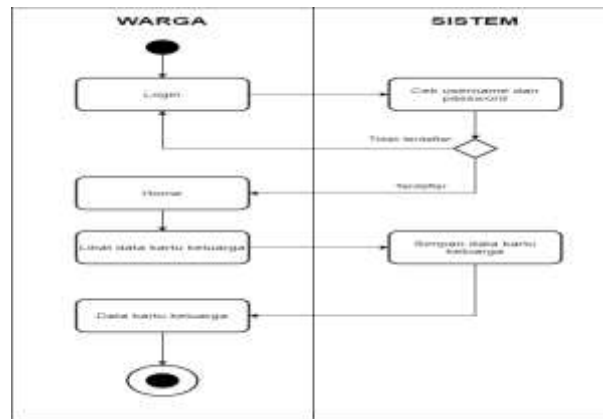 WARGA
SISTEM
Login
Cek username dan
password
Tidak terdaftar
Terdaftar
Home
Lihat data kartu keluarga
Simpan data kartu
keluarga
Data kartu keluarga